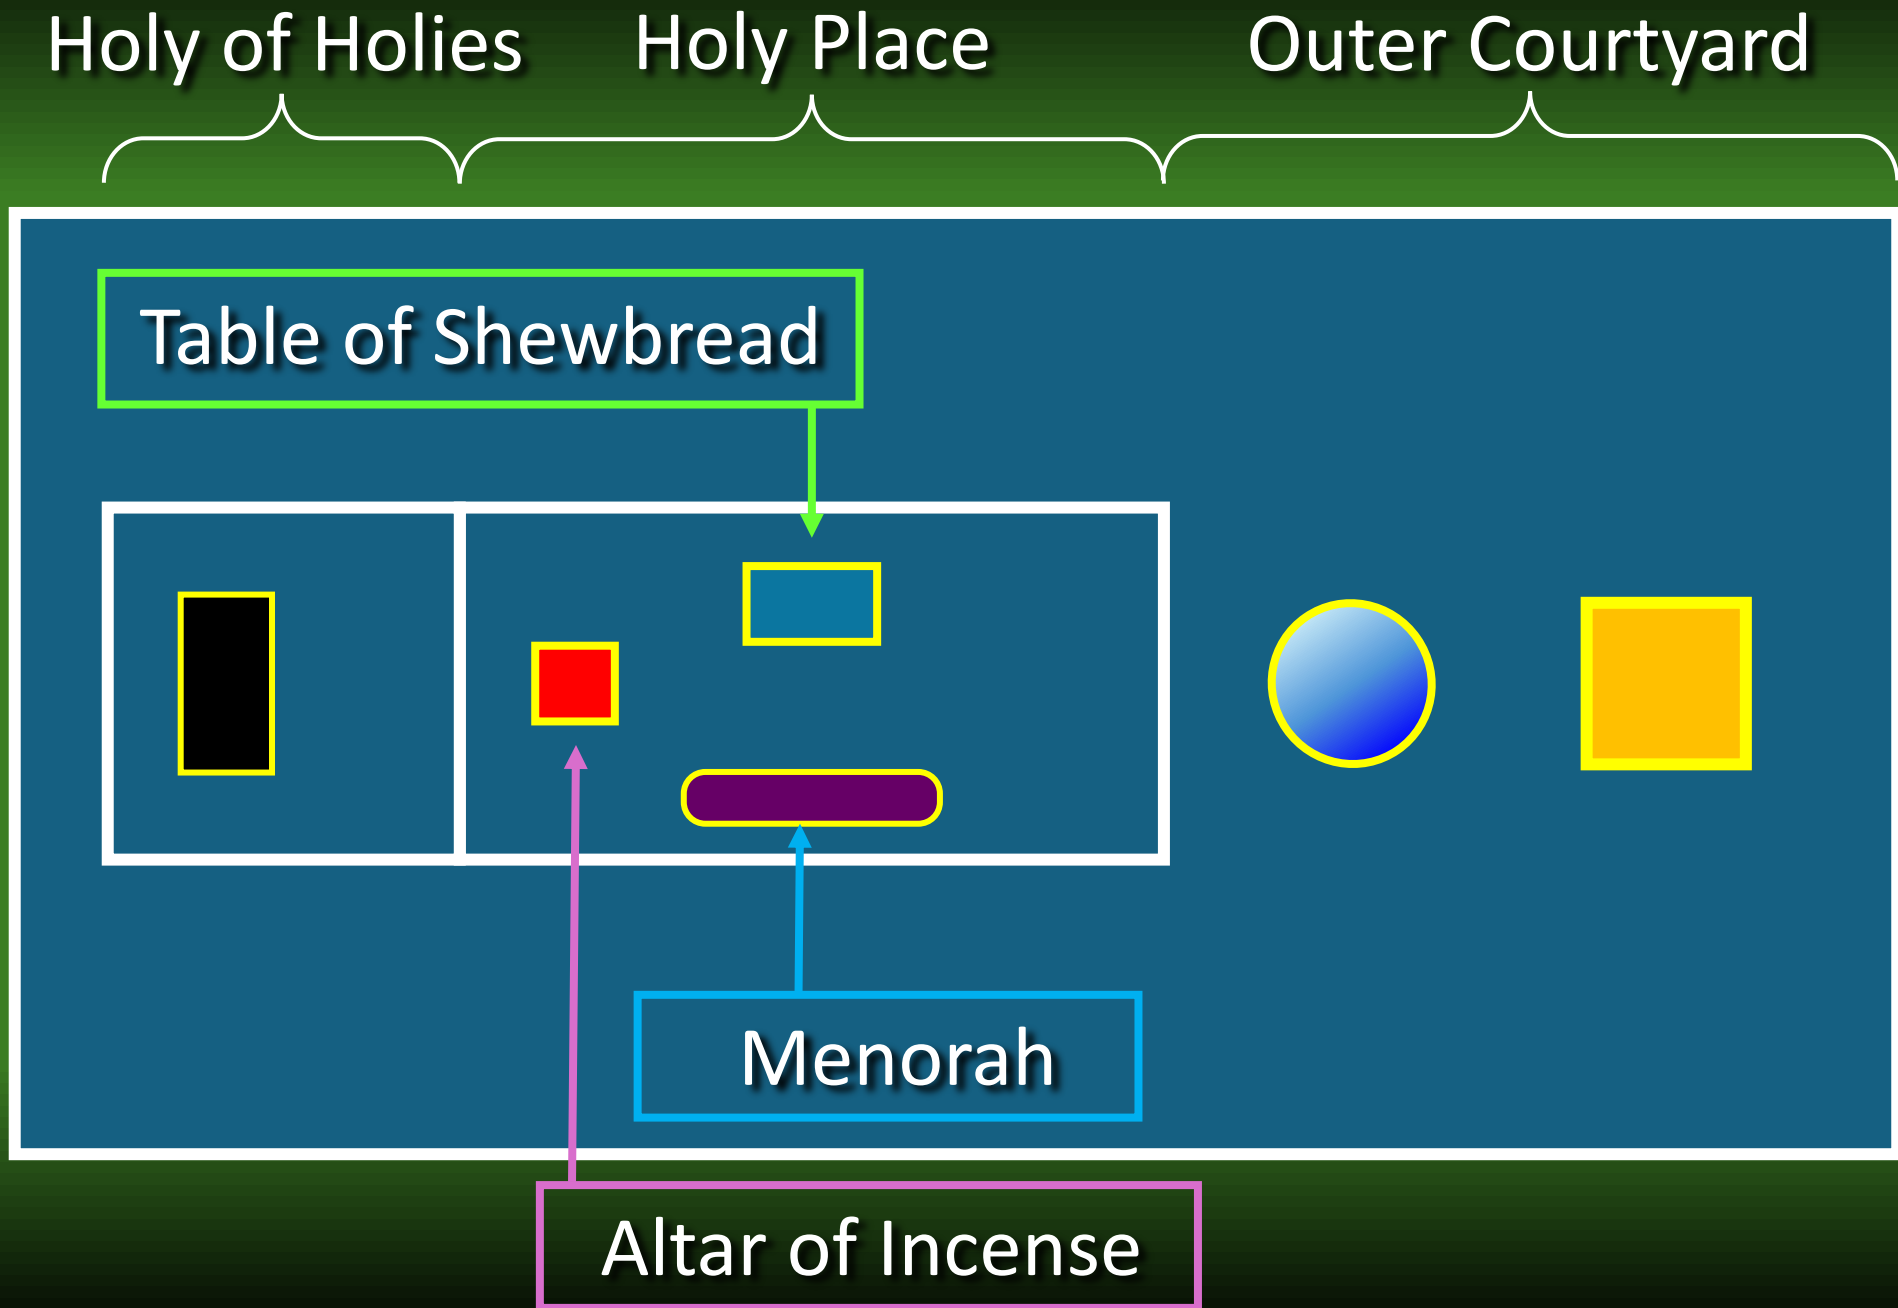 Holy of Holies
Holy Place
Outer Courtyard
Table of Shewbread
Menorah
Altar of Incense